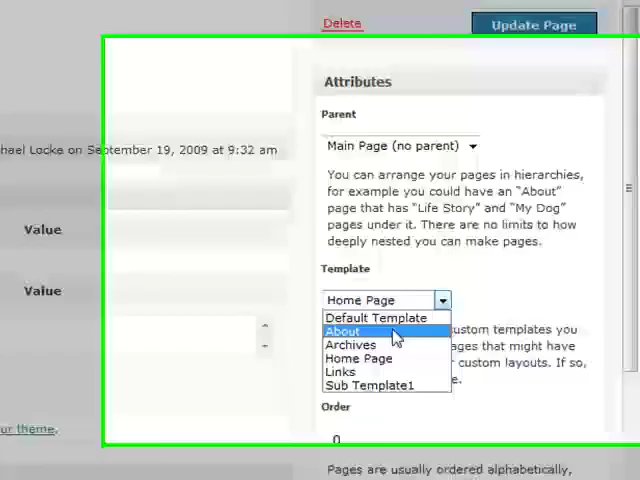 Delete
Update Page
Attributes
Parent
hael Locke on September 19, 2009 at 9:32 am
Main Page (no parent)
You can arrange your pages in hierarchies,
for example you could have an "About"
page that has "Life Story" and "My Dog"
pages under it. There are no limits to how
deeply nested you can make pages.
Value
Template
Value
Home Page
Default Template
About
ustom templates you
Archives
ages that might have
Home Page
custom layouts. If so,
Links
e.
Sub Template1
Order
ur theme.
0
Pages are usually ordered alphabetically,